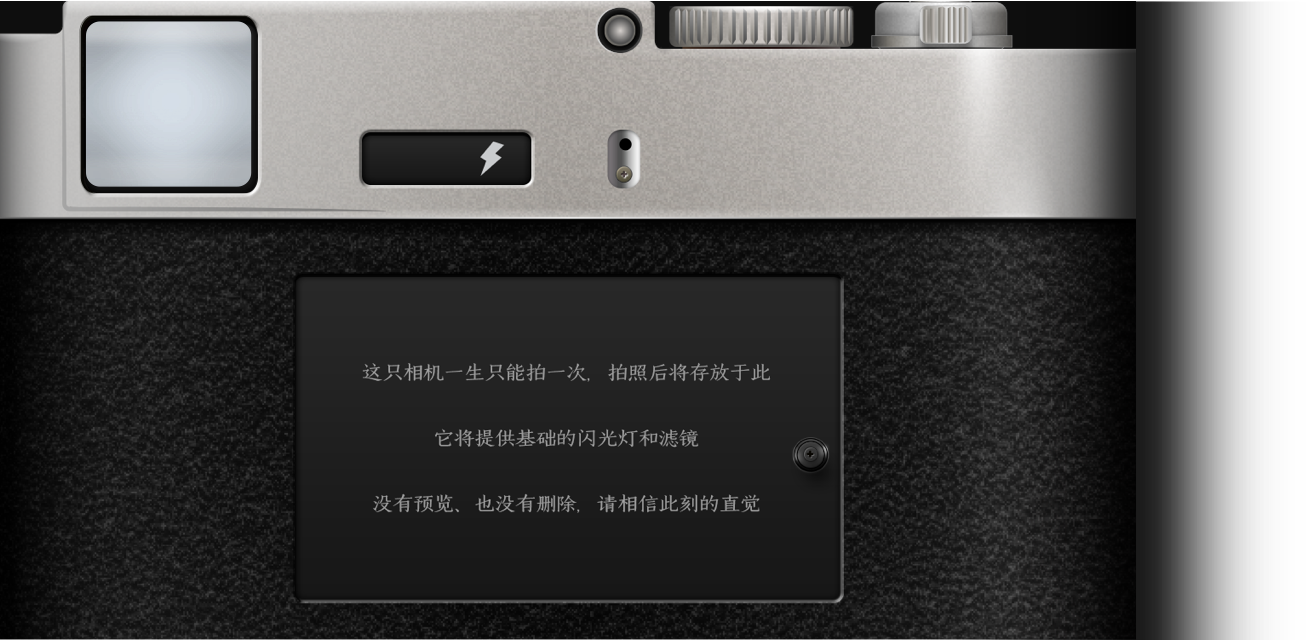 这只相机一生只能拍一次，拍照后将存放于此
它将提供基础的闪光灯和滤镜
没有预览、也没有删除，请相信此刻的直觉